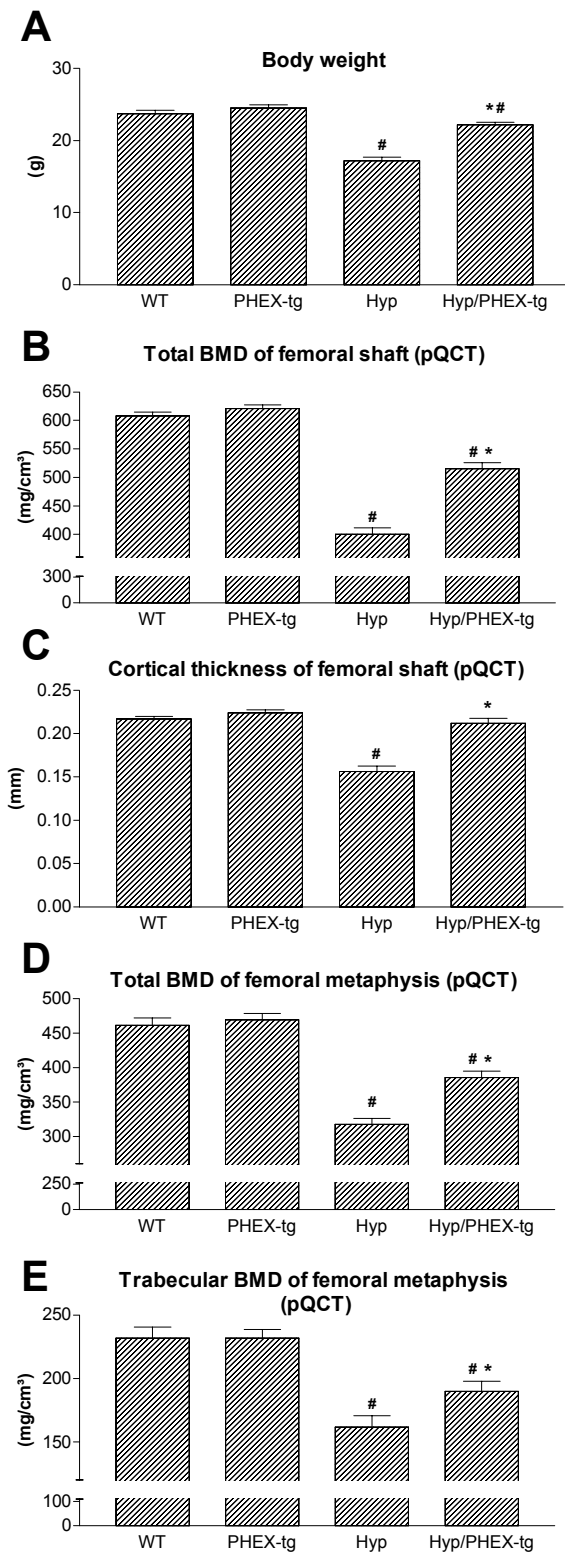 A
Body weight
30
20
10
0
(g)
*#
#
WT PHEX-tg Hyp Hyp/PHEX-tg
B
Total BMD of femoral shaft (pQCT)
650
600
550
500
450
400
300
0
(mg/cm³)
# *
#
WT PHEX-tg Hyp Hyp/PHEX-tg
C
Cortical thickness of femoral shaft (pQCT)
0.25
0.20
0.15
0.10
0.05
0.00
(mm)
*
#
WT PHEX-tg Hyp Hyp/PHEX-tg
D
Total BMD of femoral metaphysis (pQCT)
500
450
400
350
300
250
0
(mg/cm³)
# *
#
WT PHEX-tg Hyp Hyp/PHEX-tg
E
Trabecular BMD of femoral metaphysis
(pQCT)
250
200
150
100
0
(mg/cm³)
# *
#
WT PHEX-tg Hyp Hyp/PHEX-tg